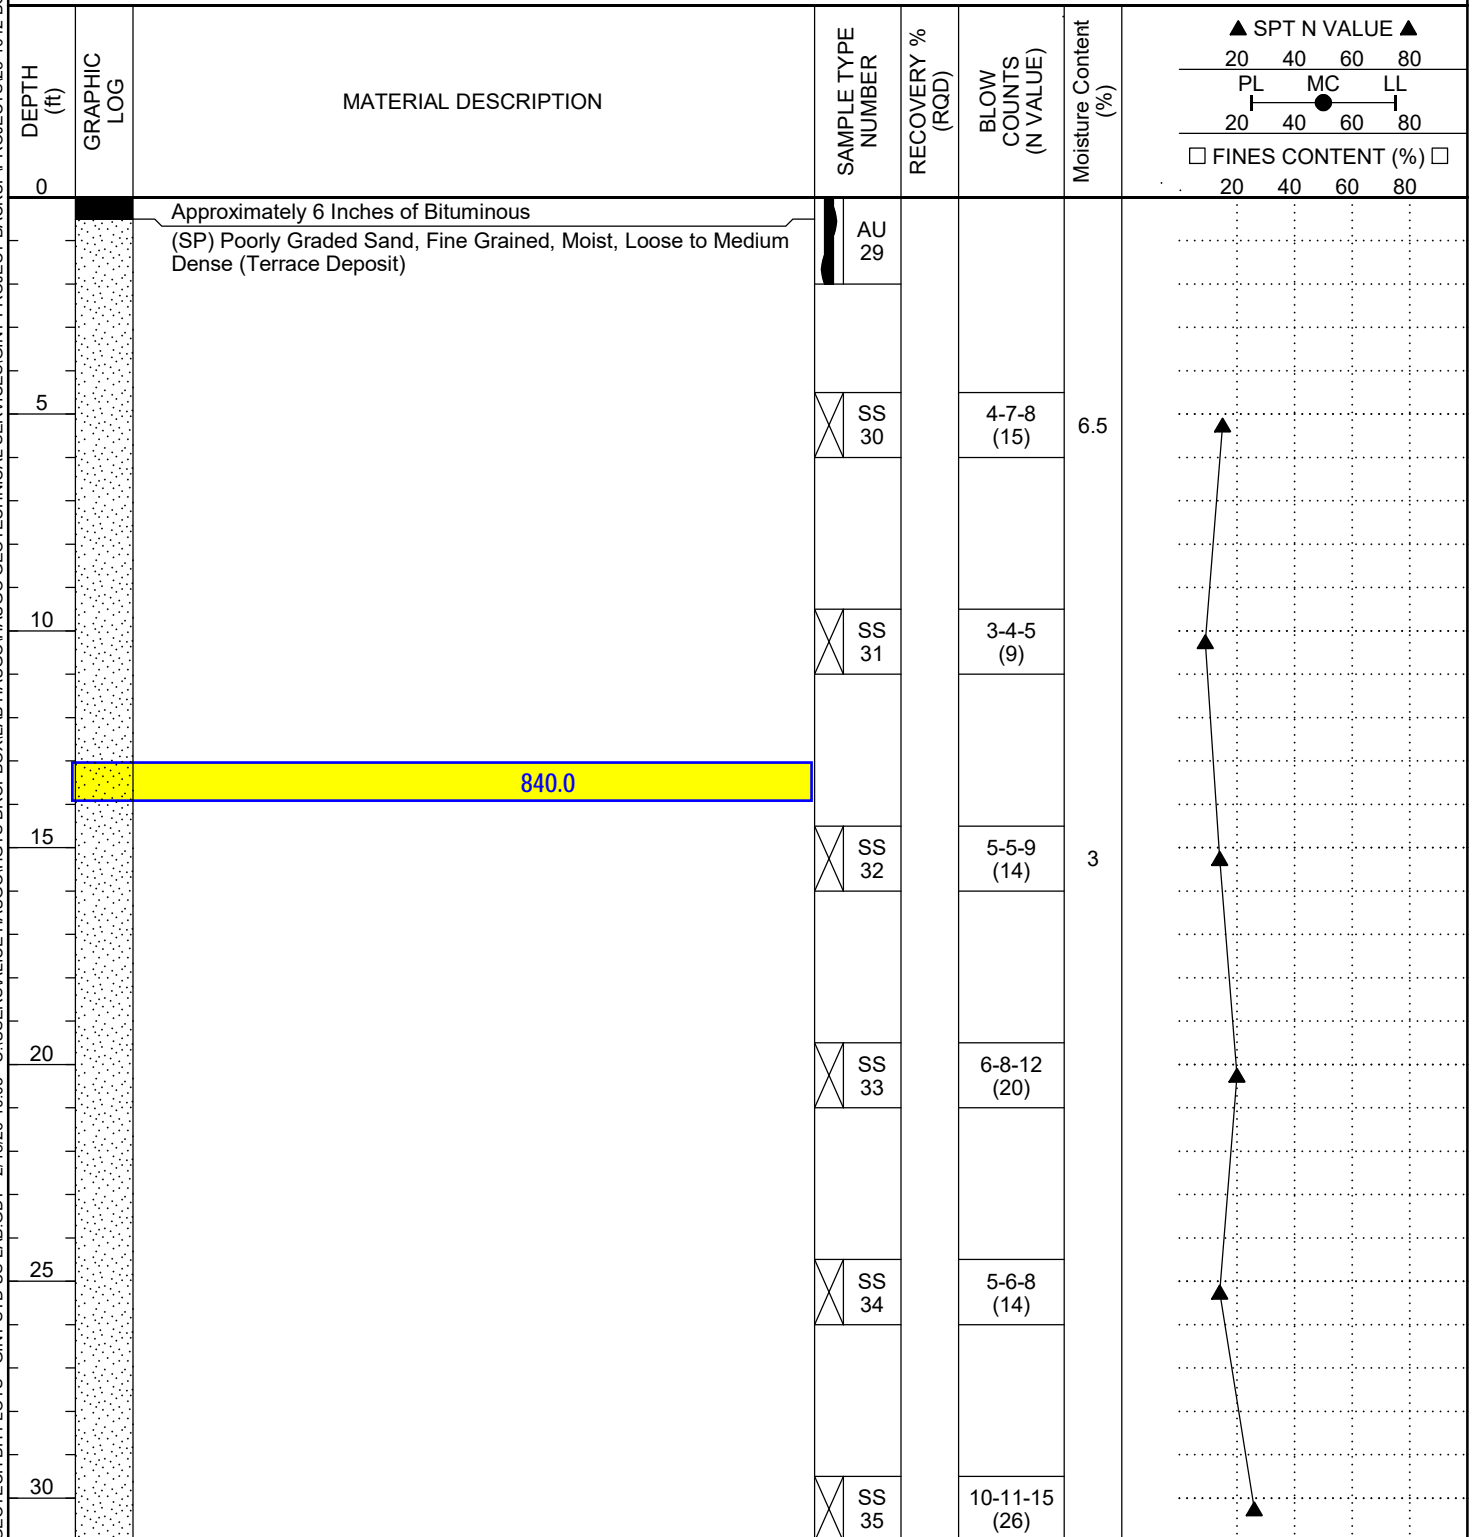 DEPTH
(ft)
GRAPHIC
LOG
MATERIAL DESCRIPTION
SAMPLE TYPE
NUMBER
RECOVERY %
(RQD)
BLOW
COUNTS
(N VALUE)
Moisture Content
(%)
▲ SPT N VALUE ▲
20 40 60 80
PL MC LL
20 40 60 80
□ FINES CONTENT (%) □
20 40 60 80
0
Approximately 6 Inches of Bituminous
(SP) Poorly Graded Sand, Fine Grained, Moist, Loose to Medium
Dense (Terrace Deposit)
AU
29
5
SS
30
4-7-8
(15)
6.5
10
SS
31
3-4-5
(9)
840.0
15
SS
32
5-5-9
(14)
3
20
SS
33
6-8-12
(20)
25
SS
34
5-6-8
(14)
30
SS
35
10-11-15
(26)